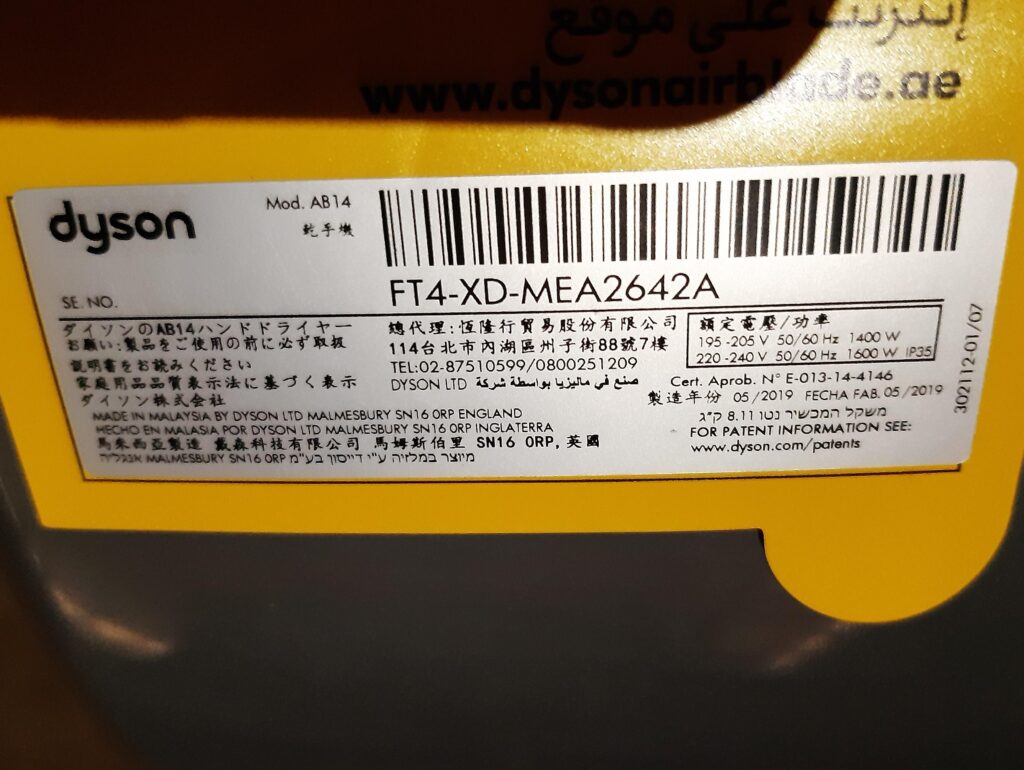 إنترنت على موقع
www.dysonairblade.ae
dyson
Mod. AB14
乾手機
FT4-XD-MEA2642A
SE. NO.
ダイソンのAB14ハンドドライヤー
お願い:製品をご使用の前に必ず取扱
説明書をお読みください
家庭用品品質表示法に基づく表示
ダイソン株式会社
總代理:恆隆行貿易股份有限公司
114台北市內湖區州子街88號7樓
TEL:02-87510599/0800251209
DYSON LTD صنع في ماليزيا بواسطة شركة
額定電壓/功率
195 -205 V 50/60 Hz 1400 W
220 -240 V 50/60 Hz 1600 W IP35
Cert. Aprob. N° E-013-14-4146
製造年份 05/2019 FECHA FAB. 05/2019
משקל המכשיר נטו 8.11 ק"ג
FOR PATENT INFORMATION SEE:
www.dyson.com/patents
MADE IN MALAYSIA BY DYSON LTD MALMESBURY SN16 0RP ENGLAND
HECHO EN MALASIA POR DYSON LTD MALMESBURY SN16 0RP INGLATERRA
馬來西亞製造 戴森科技有限公司 馬姆斯伯里 SN16 0RP, 英國
מיוצר במלזיה ע"י דייסון בע"מ MALMESBURY SN16 0RP אנגליה
302112-01/07